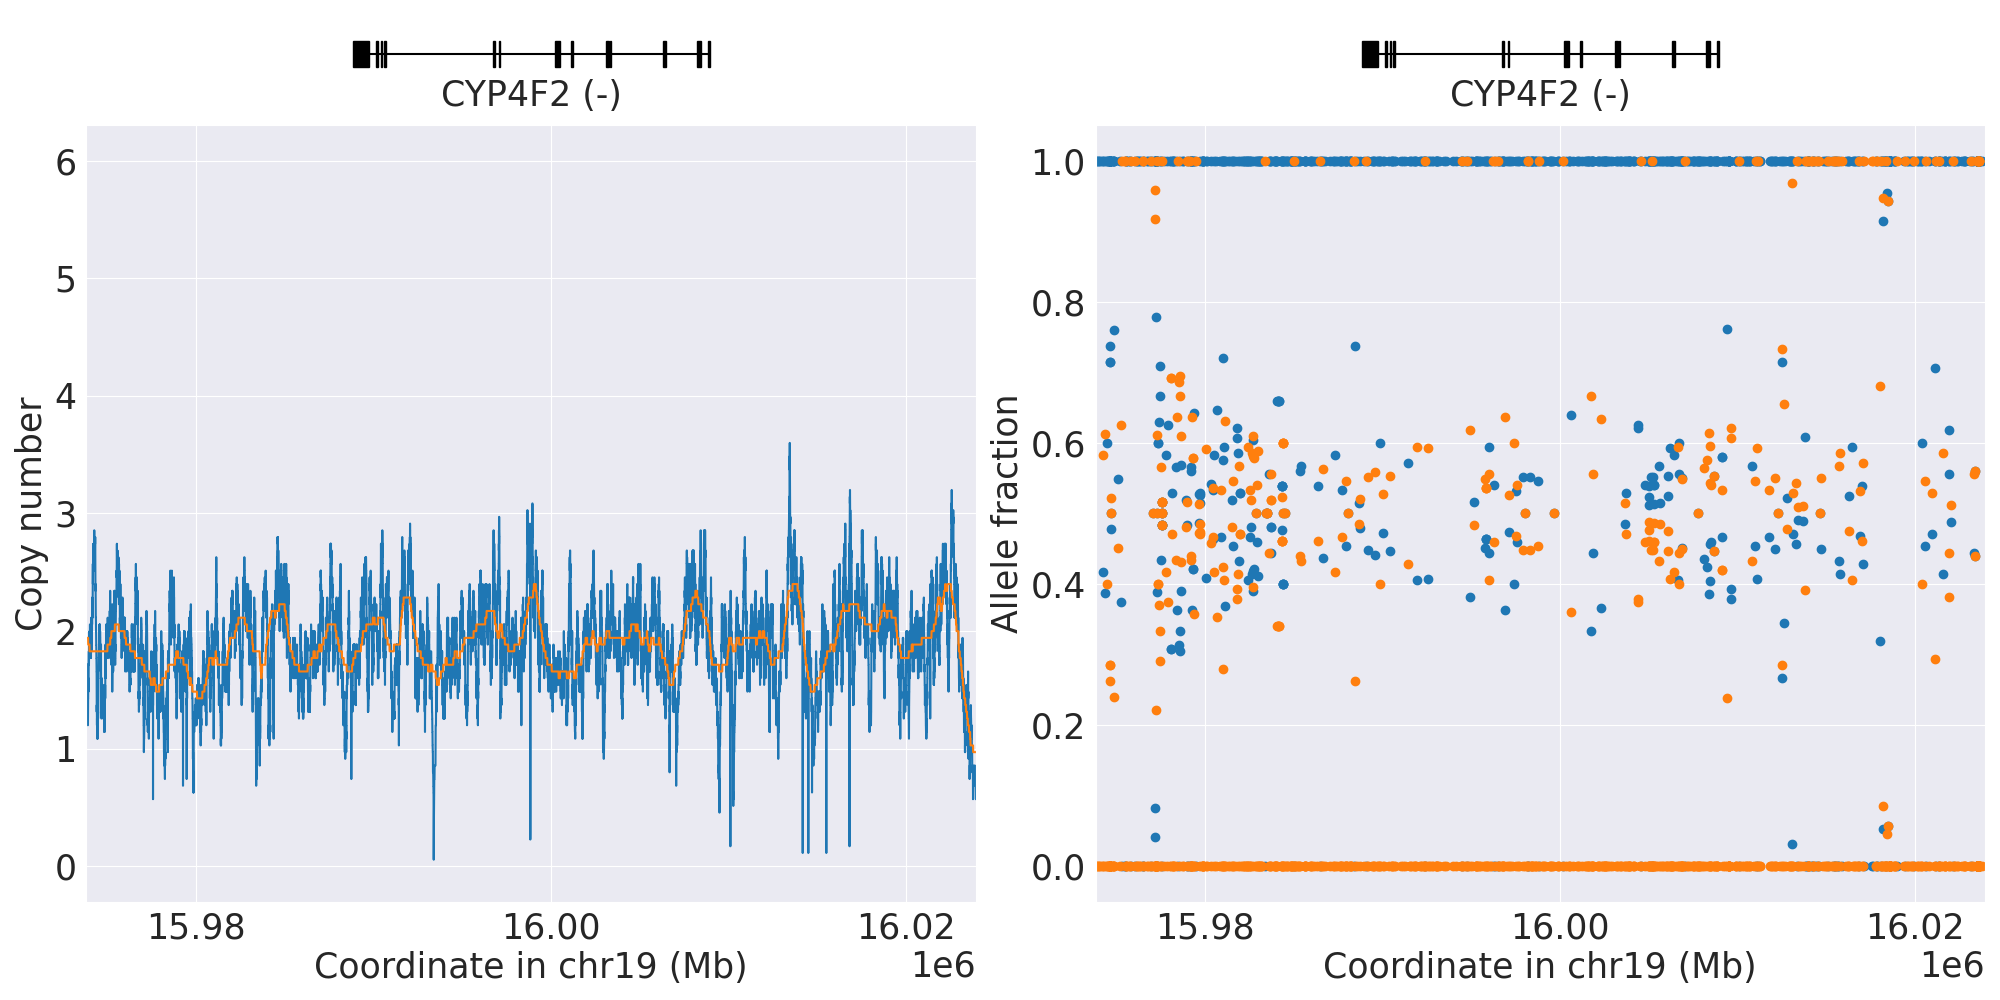 CYP4F2 (-)
6
5
4
3
2
1
0
Copy number
15.98
16.00
16.02
Coordinate in chr19 (Mb)
1e6
CYP4F2 (-)
1.0
0.8
0.6
0.4
0.2
0.0
Allele fraction
15.98
16.00
16.02
Coordinate in chr19 (Mb)
1e6